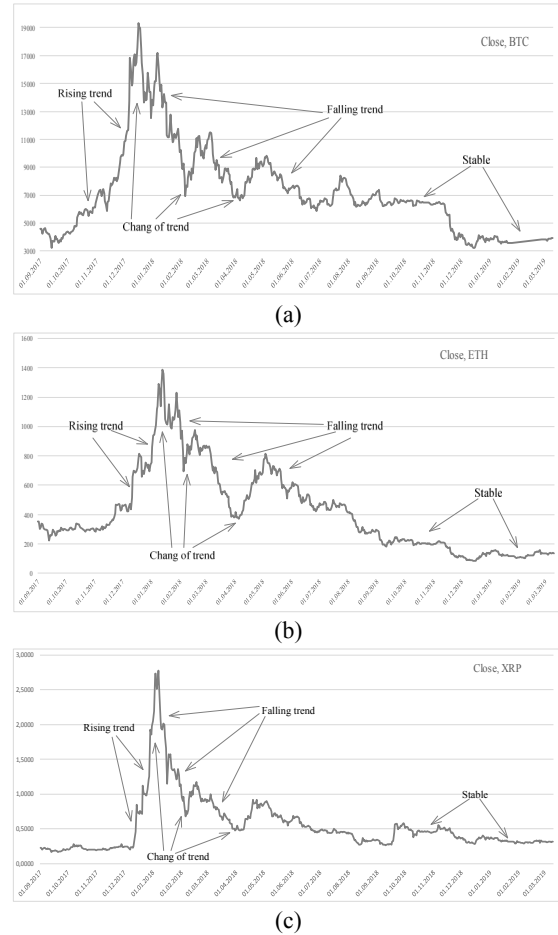 19000
Close, BTC
17000
15000
Rising trend
13000
Falling trend
11000
9000
Stable
7000
5000
Chang of trend
3000
01.09.2017 01.10.2017 01.11.2017 01.12.2017 01.01.2018 01.02.2018 01.03.2018 01.04.2018 01.05.2018 01.06.2018 01.07.2018 01.08.2018 01.09.2018 01.10.2018 01.11.2018 01.12.2018 01.01.2019 01.02.2019 01.03.2019
(a)
1600
Close, ETH
1400
1200
1000
Rising trend
Falling trend
800
600
Stable
400
Chang of trend
200
0
01.09.2017 01.10.2017 01.11.2017 01.12.2017 01.01.2018 01.02.2018 01.03.2018 01.04.2018 01.05.2018 01.06.2018 01.07.2018 01.08.2018 01.09.2018 01.10.2018 01.11.2018 01.12.2018 01.01.2019 01.02.2019 01.03.2019
(b)
3,0000
Close, XRP
2,5000
Falling trend
2,0000
Rising trend
1,5000
1,0000
Stable
0,5000
Chang of trend
0,0000
01.09.2017 01.10.2017 01.11.2017 01.12.2017 01.01.2018 01.02.2018 01.03.2018 01.04.2018 01.05.2018 01.06.2018 01.07.2018 01.08.2018 01.09.2018 01.10.2018 01.11.2018 01.12.2018 01.01.2019 01.02.2019 01.03.2019
(c)